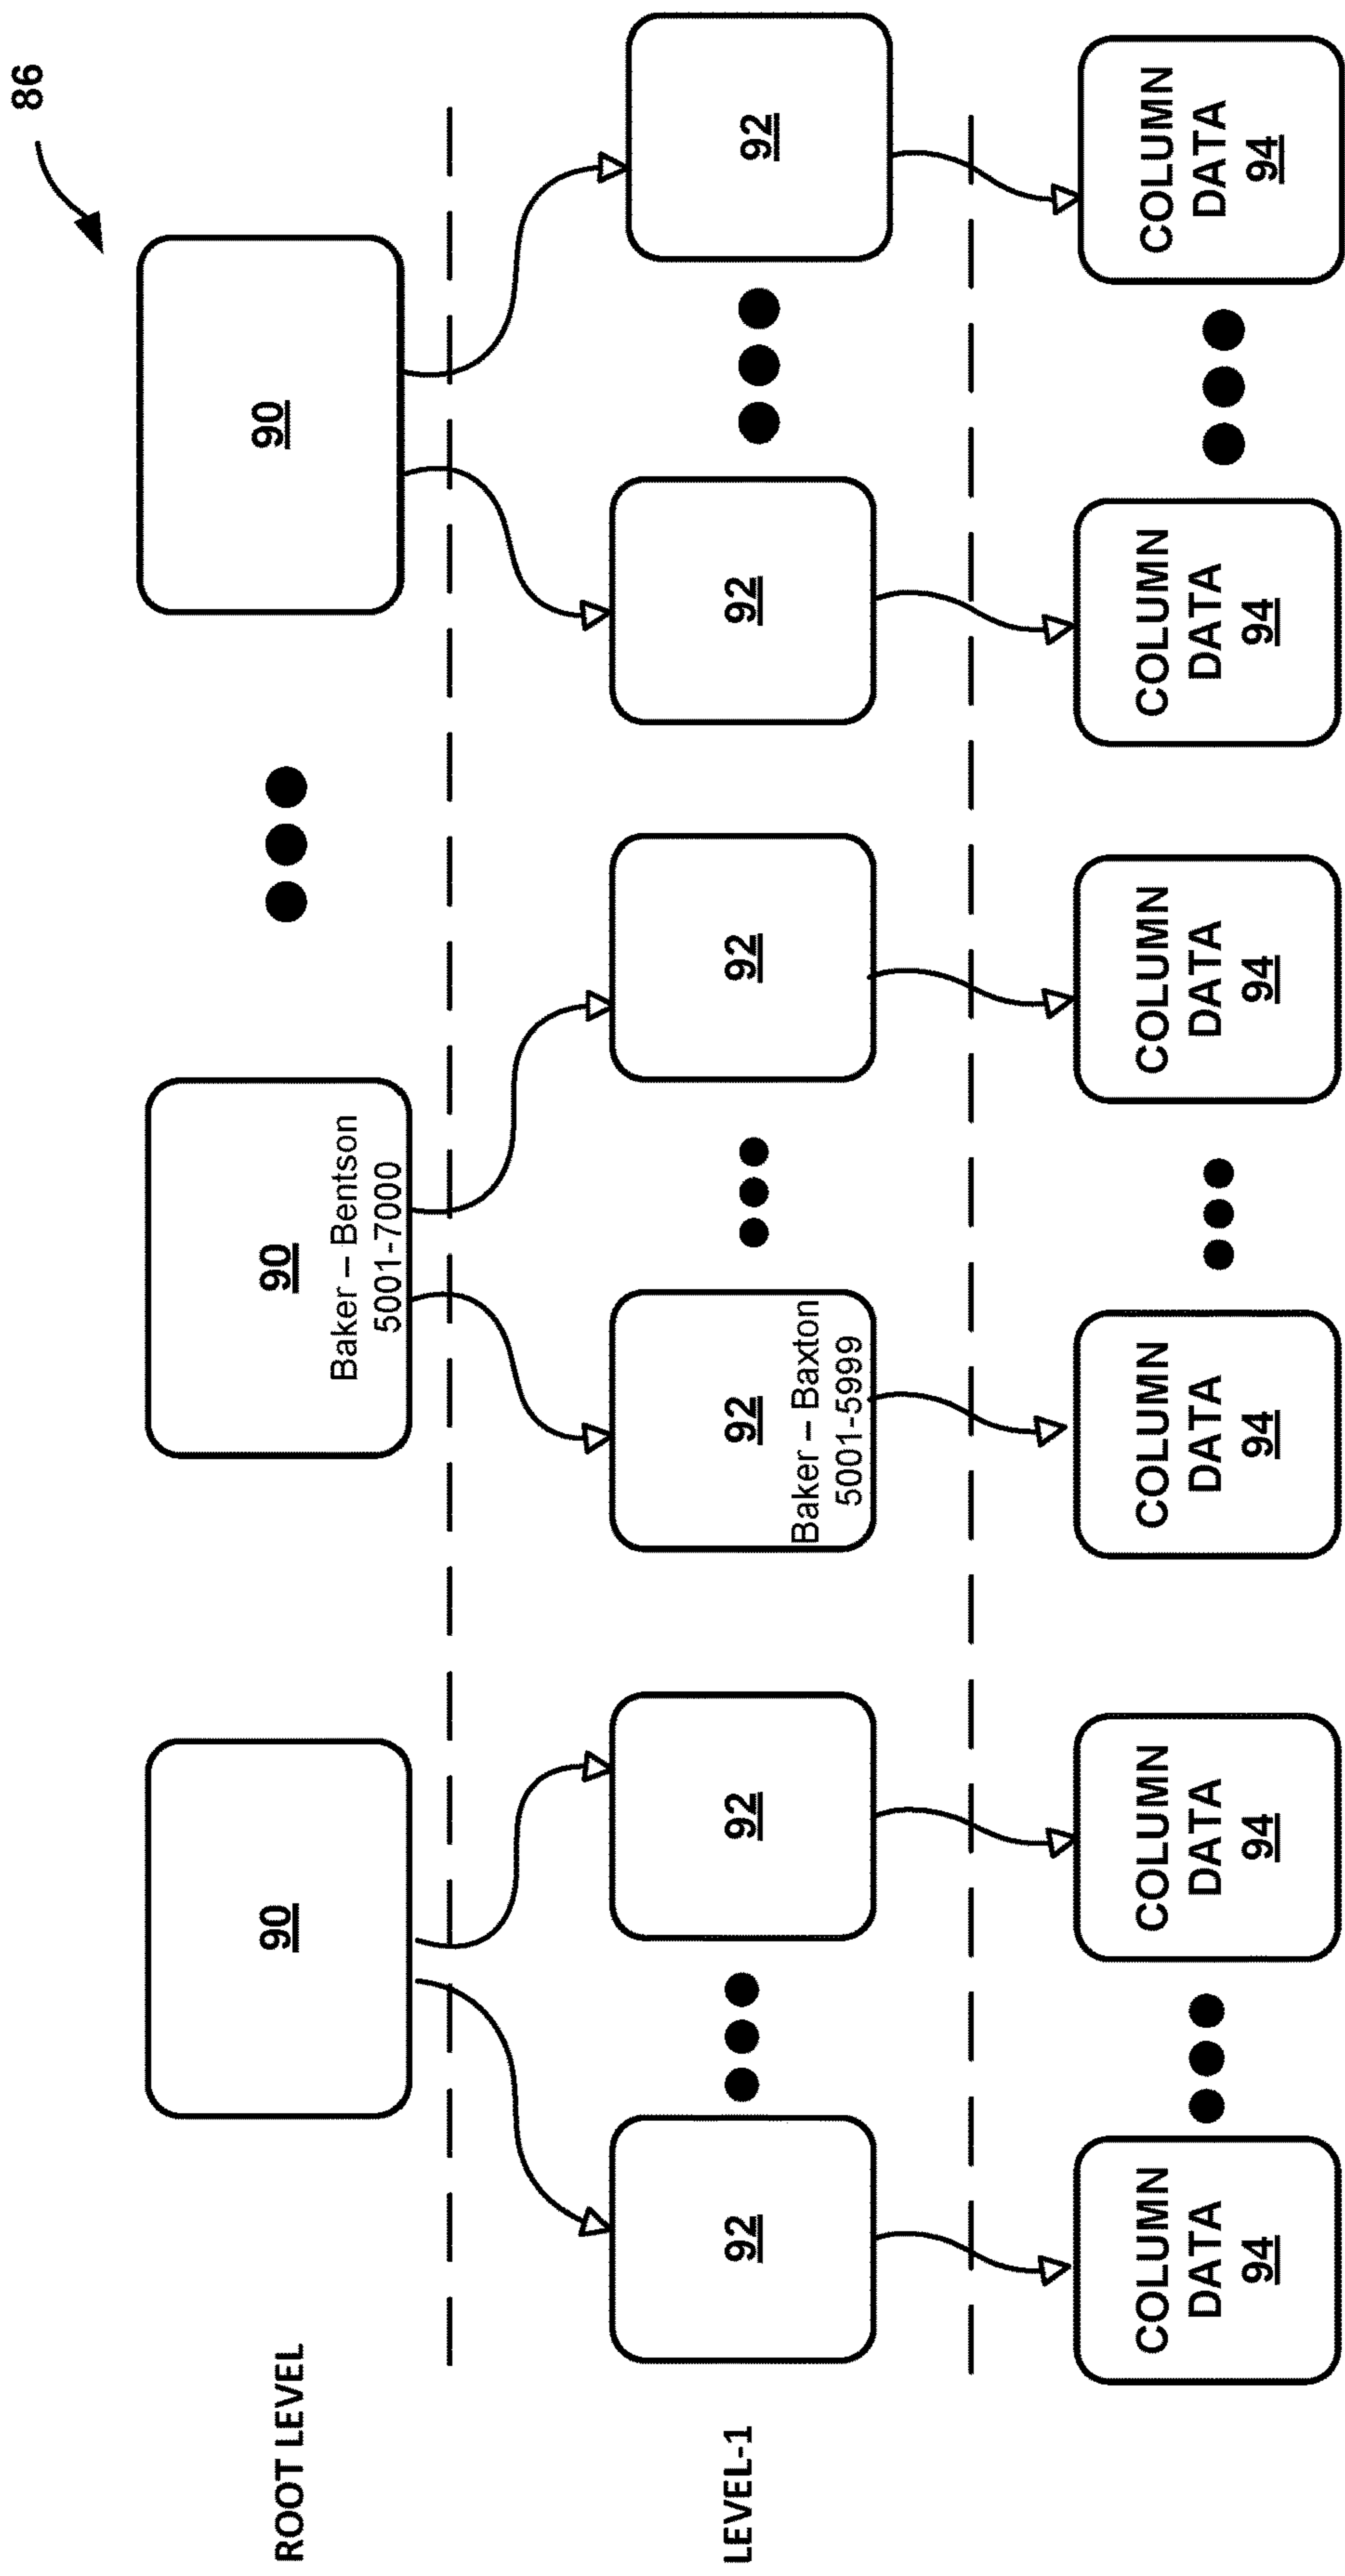 86
ROOT LEVEL
90
90
Baker – Bentson
5001-7000
90
LEVEL-1
92
92
92
Baker – Baxton
5001-5999
92
92
92
COLUMN
DATA
94
COLUMN
DATA
94
COLUMN
DATA
94
COLUMN
DATA
94
COLUMN
DATA
94
COLUMN
DATA
94